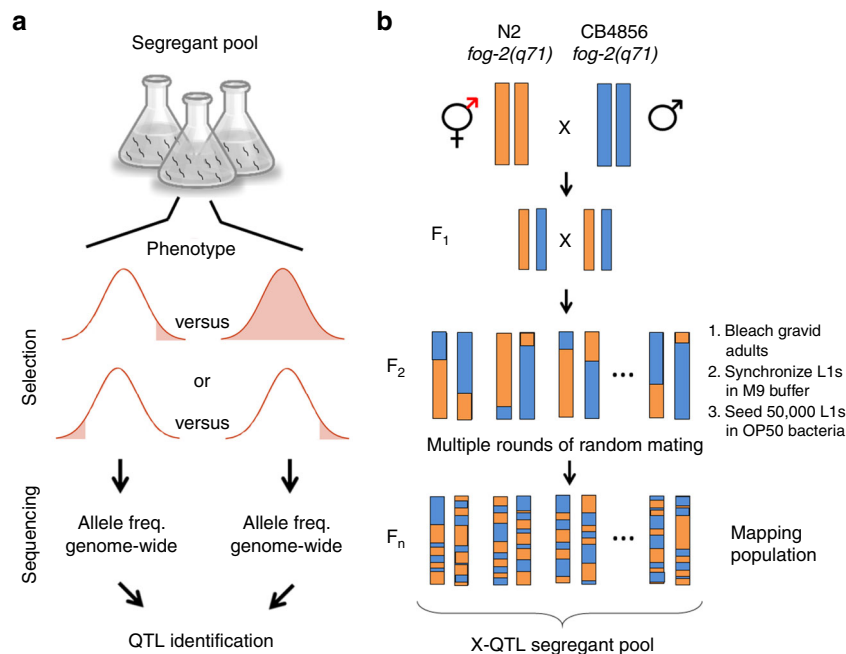 a
Segregant pool
Phenotype
versus
or
versus
Selection
Sequencing
Allele freq.
genome-wide
Allele freq.
genome-wide
QTL identification
b
N2
fog-2(q71)
CB4856
fog-2(q71)
X
F1
X
F2
1. Bleach gravid
adults
2. Synchronize L1s
in M9 buffer
3. Seed 50,000 L1s
in OP50 bacteria
Multiple rounds of random mating
Fn
Mapping
population
X-QTL segregant pool